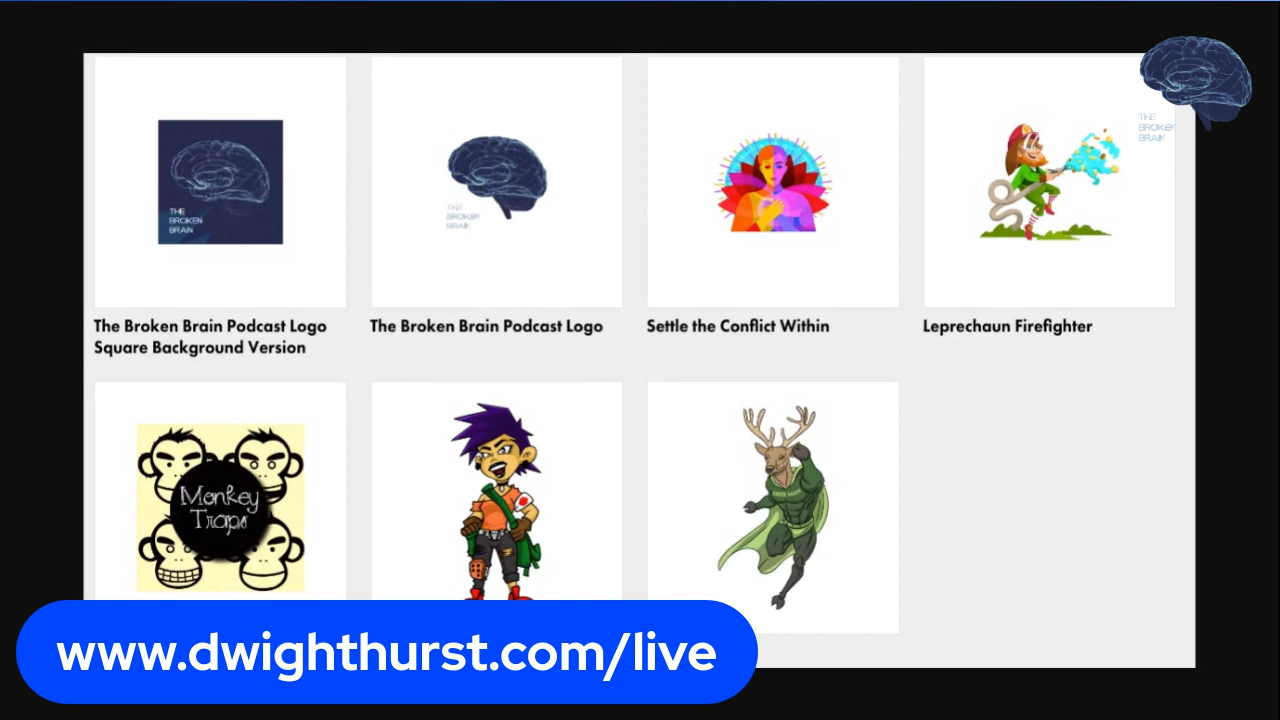 THE
BROKEN
BRAIN
THE
BROKEN
BRAIN
THE
BROKEN
BRAIN
The Broken Brain Podcast Logo
Square Background Version
The Broken Brain Podcast Logo
Settle the Conflict Within
Leprechaun Firefighter
Monkey
Traps
www.dwighthurst.com/live